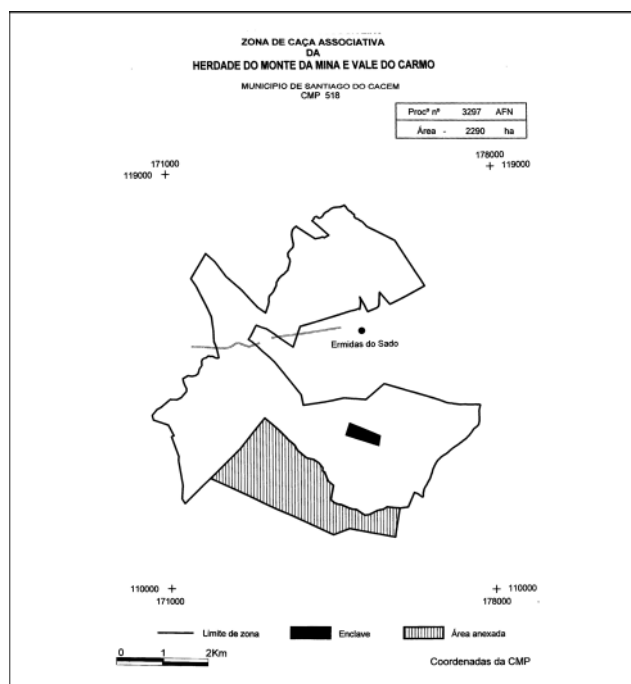 ZONA DE CAÇA ASSOCIATIVA
DA
HERDADE DO MONTE DA MINA E VALE DO CARMO
MUNICIPIO DE SANTIAGO DO CACEM
CMP 518
Procº nº 3297 AFN
Área - 2290 ha
171000
119000
178000
119000
Ermidas do Sado
110000
171000
110000
178000
Limite de zona
Enclave
Área anexada
0 1 2Km
Coordenadas da CMP